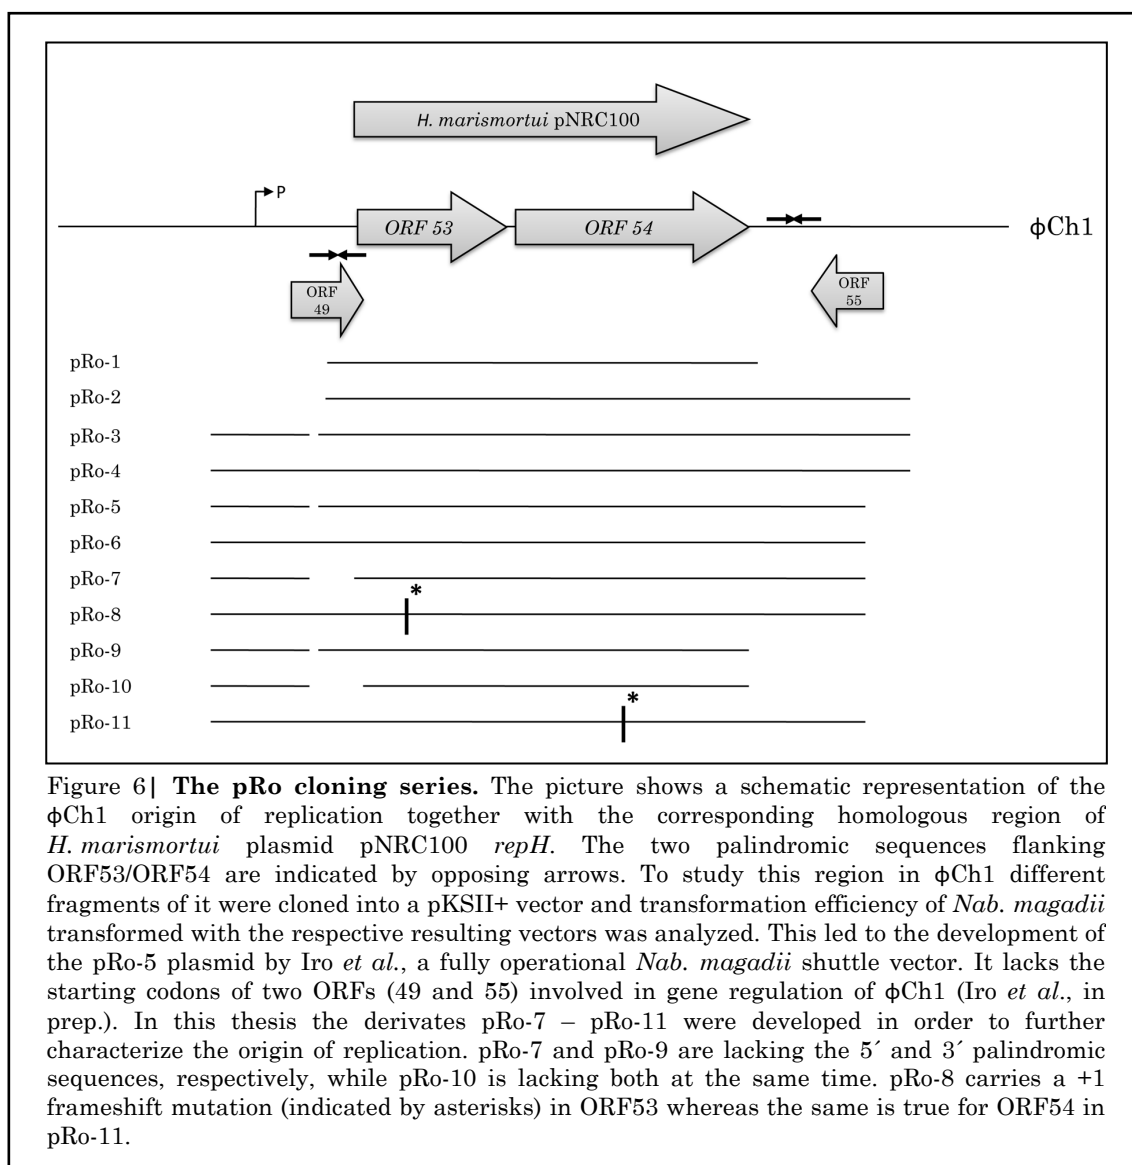 H. marismortui pNRC100
P
ORF 53
ORF 54
ϕCh1
ORF
49
ORF
55
pRo-1
pRo-2
pRo-3
pRo-4
pRo-5
pRo-6
pRo-7
*
pRo-8
pRo-9
pRo-10
*
pRo-11
Figure 6| The pRo cloning series. The picture shows a schematic representation of the
ϕCh1 origin of replication together with the corresponding homologous region of
H. marismortui plasmid pNRC100 repH. The two palindromic sequences flanking
ORF53/ORF54 are indicated by opposing arrows. To study this region in ϕCh1 different
fragments of it were cloned into a pKSII+ vector and transformation efficiency of Nab. magadii
transformed with the respective resulting vectors was analyzed. This led to the development of
the pRo-5 plasmid by Iro et al., a fully operational Nab. magadii shuttle vector. It lacks the
starting codons of two ORFs (49 and 55) involved in gene regulation of ϕCh1 (Iro et al., in
prep.). In this thesis the derivates pRo-7 – pRo-11 were developed in order to further
characterize the origin of replication. pRo-7 and pRo-9 are lacking the 5´ and 3´ palindromic
sequences, respectively, while pRo-10 is lacking both at the same time. pRo-8 carries a +1
frameshift mutation (indicated by asterisks) in ORF53 whereas the same is true for ORF54 in
pRo-11.